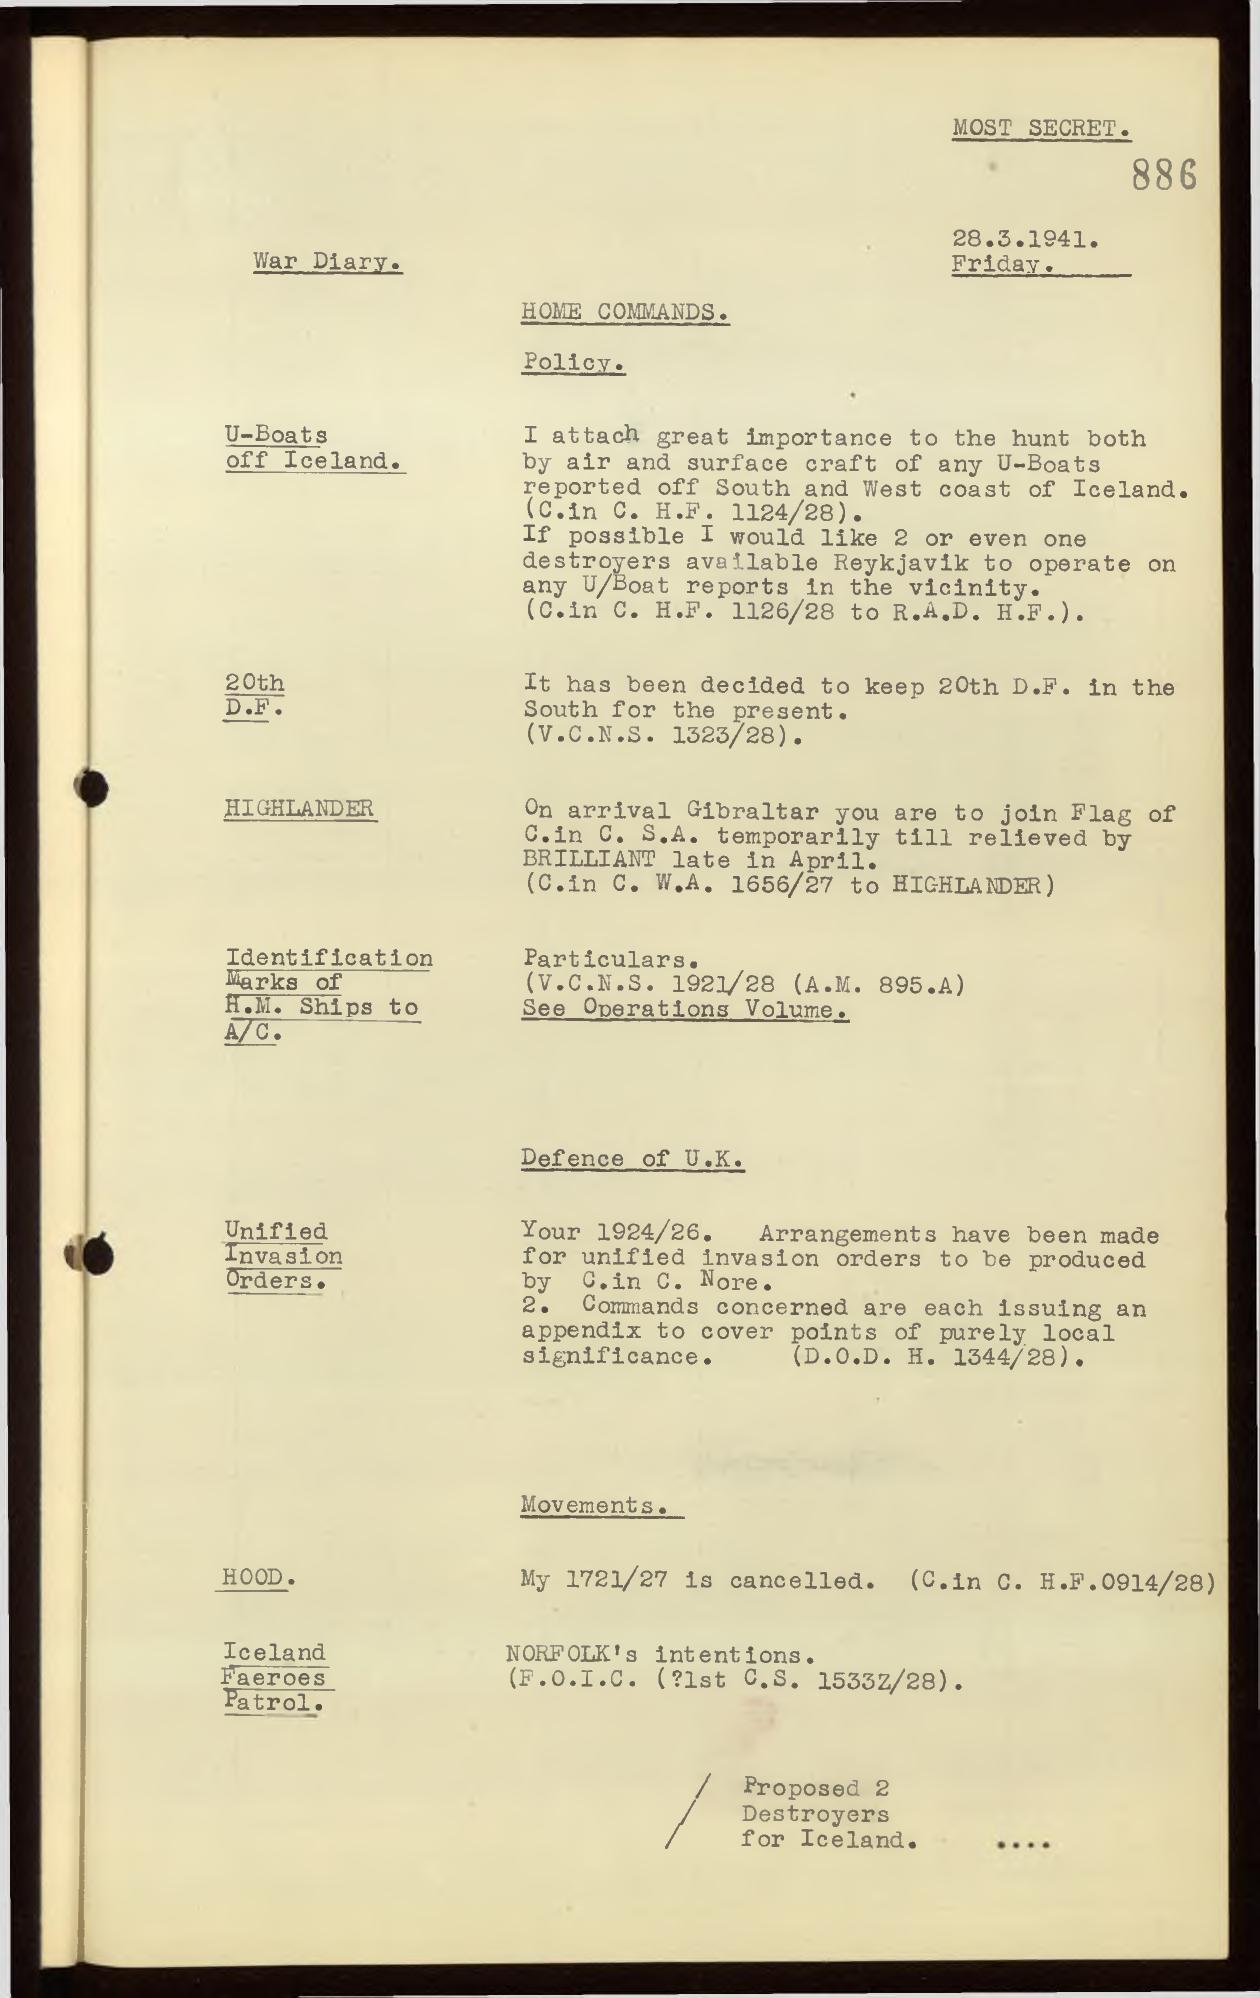 MOST SECRET.
886
28.3.1941.
War Diary.
Friday.
HOME COMMANDS.
Policy.
U-Boats
off Iceland.
I attach great importance to the hunt both
by air and surface craft of any U-Boats
reported off South and West coast of Iceland.
(C.in C. H.F. 1124/28).
If possible I would like 2 or even one
destroyers available Reykjavik to operate on
any U/Boat reports in the vicinity.
(C.in C. H.F. 1126/28 to R.A.D. H.F.).
20th
D.F.
It has been decided to keep 20th D.F. in the
South for the present.
(V.C.N.S. 1323/28).
HIGHLANDER
On arrival Gibraltar you are to join Flag of
C.in C. S.A. temporarily till relieved by
BRILLIANT late in April.
(C.in C. W.A. 1656/27 to HIGHLANDER)
Identification
Marks of
H.M. Ships to
A/C.
Particulars.
(V.C.N.S. 1921/28 (A.M. 895.A)
See Operations Volume.
Defence of U.K.
Unified
Invasion
Orders.
Your 1924/26. Arrangements have been made
for unified invasion orders to be produced
by C.in C. Nore.
2. Commands concerned are each issuing an
appendix to cover points of purely local
significance. (D.O.D. H. 1344/28).
Movements.
HOOD.
My 1721/27 is cancelled. (C.in C. H.F.0914/28)
Iceland
Faeroes
Patrol.
NORFOLK's intentions.
(F.O.I.C. (?1st C.S. 1533Z/28).
/ Proposed 2
Destroyers
for Iceland. ....